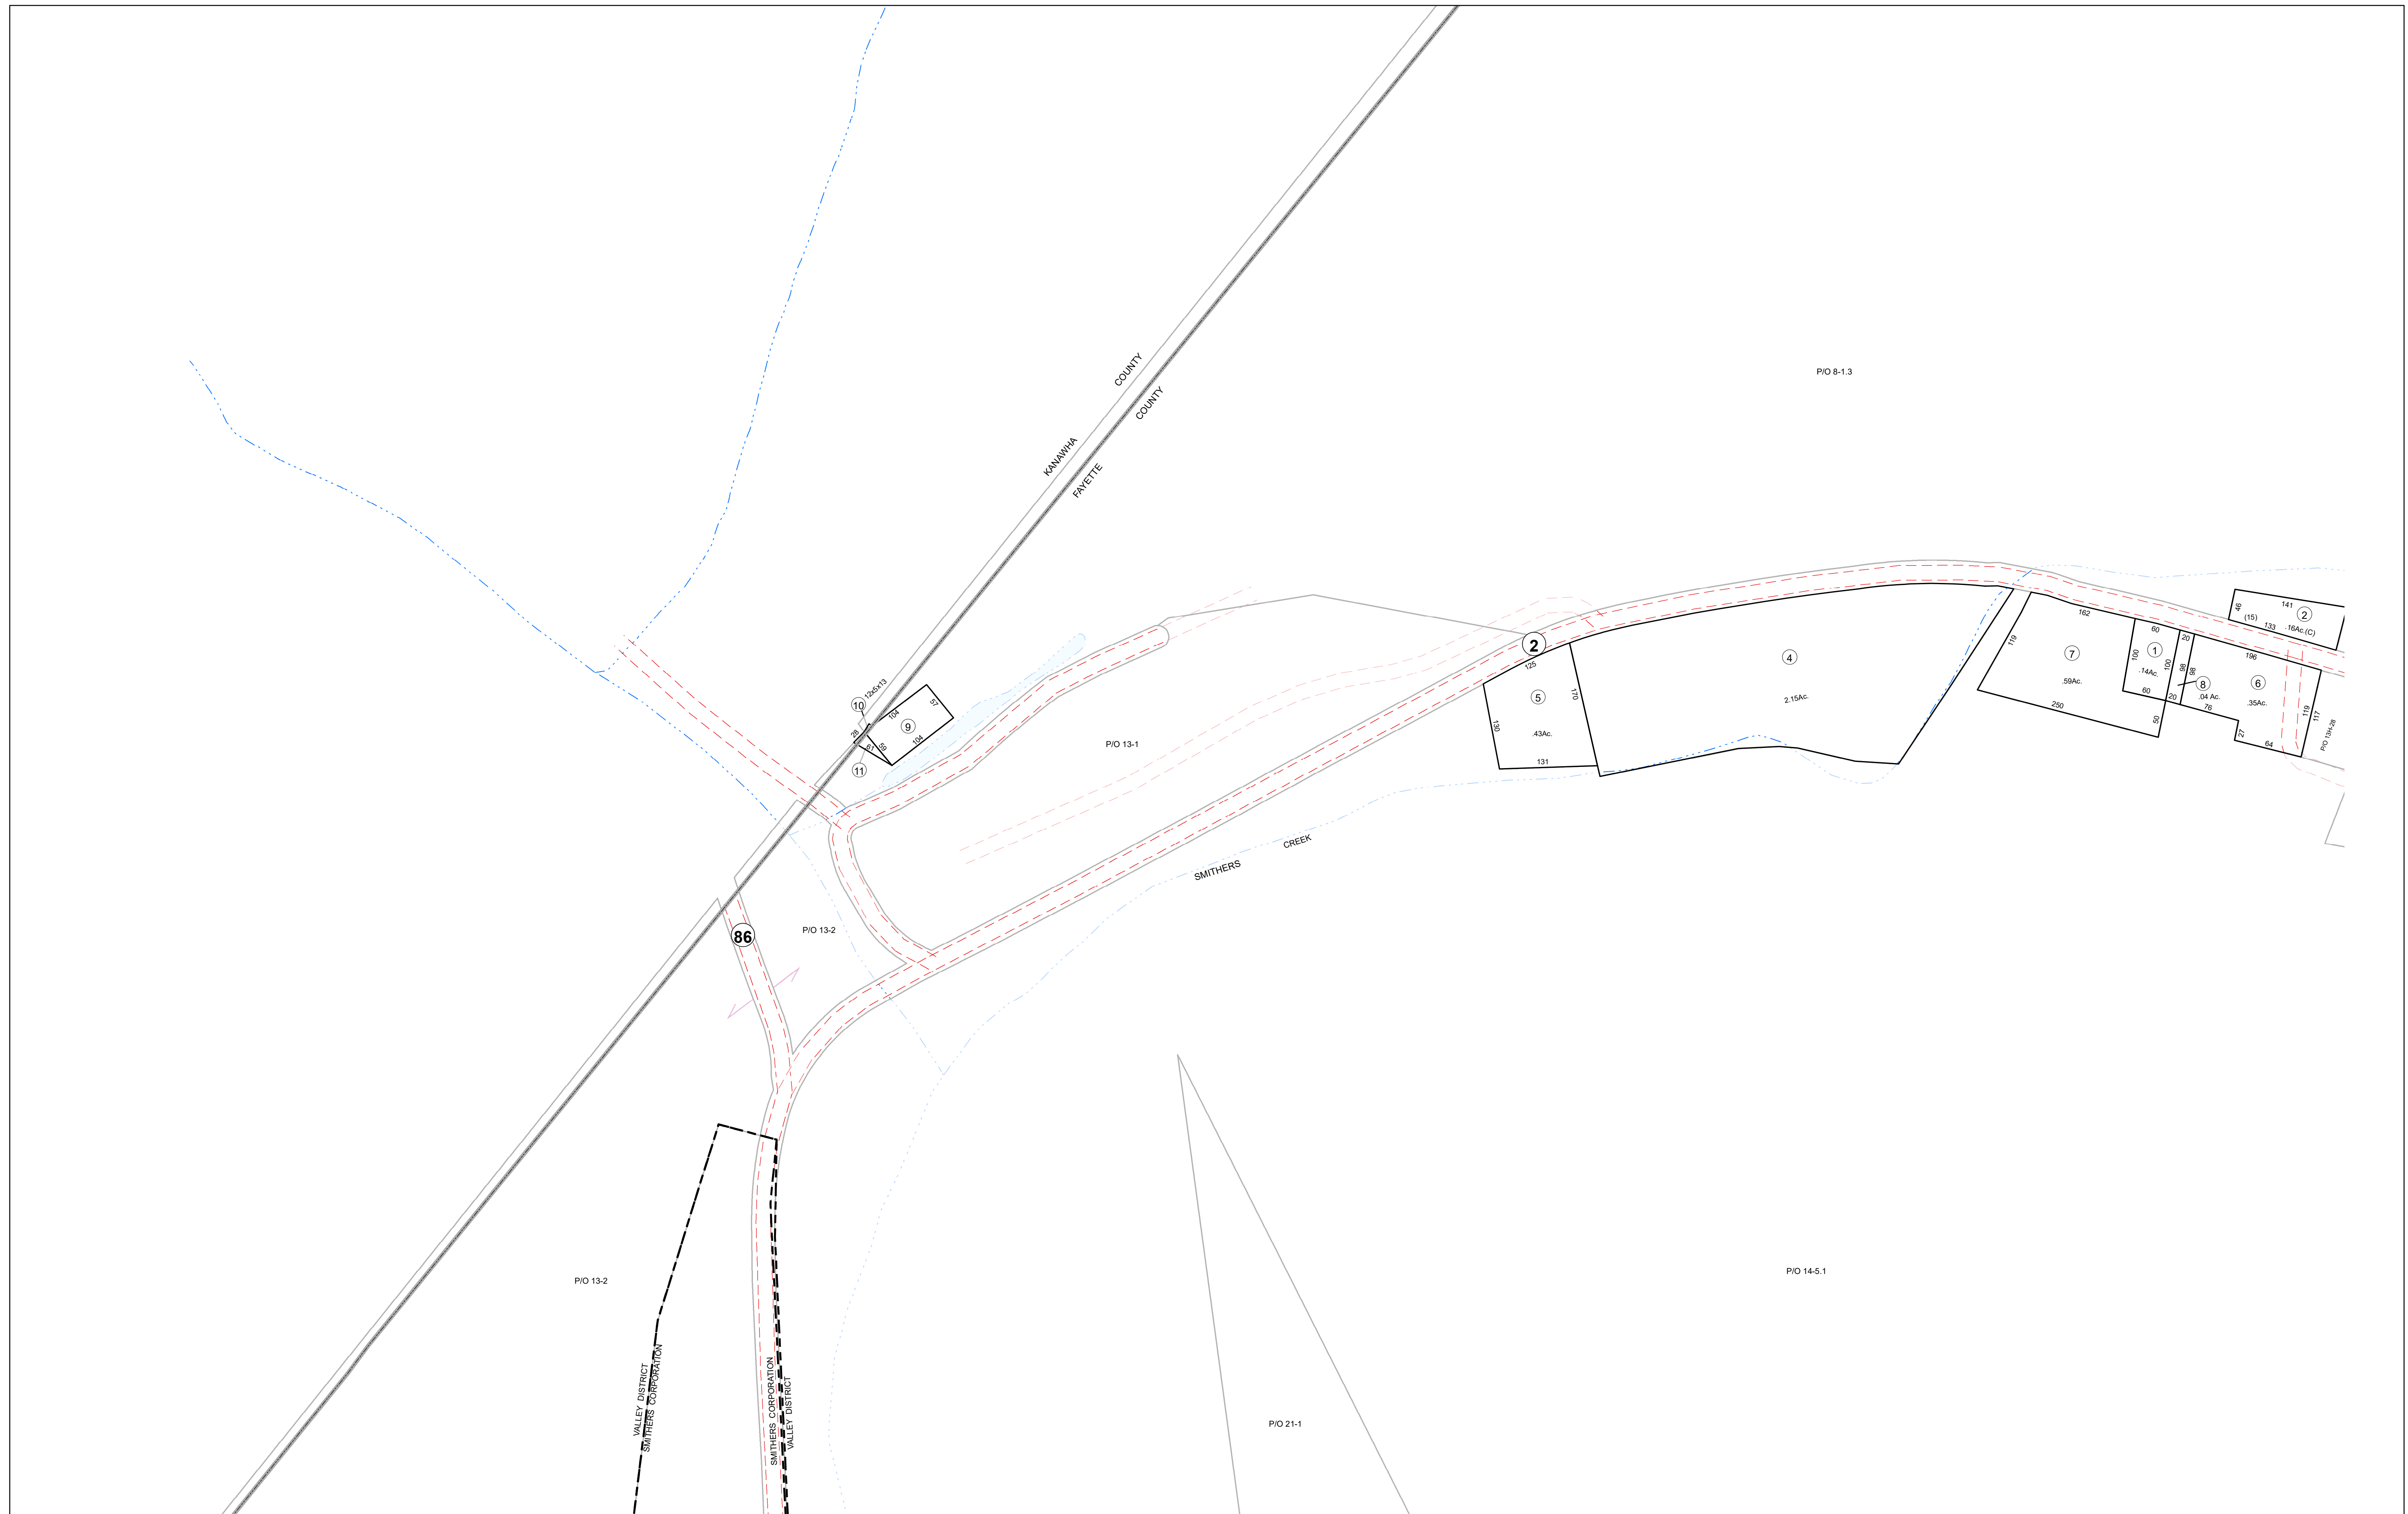 COUNTY
COUNTY
KANAWHA
FAYETTE
P/O 8-1.3
2
141
46
(15)
133
.16Ac.(C)
2
162
60
20
196
119
7
100
1
.14Ac.
100
98
98
8
.04 Ac.
6
.59Ac.
.35Ac.
60
20
76
250
50
27
64
119
117
P/O 13H-28
125
5
170
4
2.15Ac.
130
.43Ac.
131
10
12x5x13
104
57
9
28
61
59
104
11
P/O 13-1
SMITHERS
CREEK
86
P/O 13-2
P/O 13-2
P/O 14-5.1
VALLEY DISTRICT
SMITHERS CORPORATION
SMITHERS CORPORATION
VALLEY DISTRICT
P/O 21-1